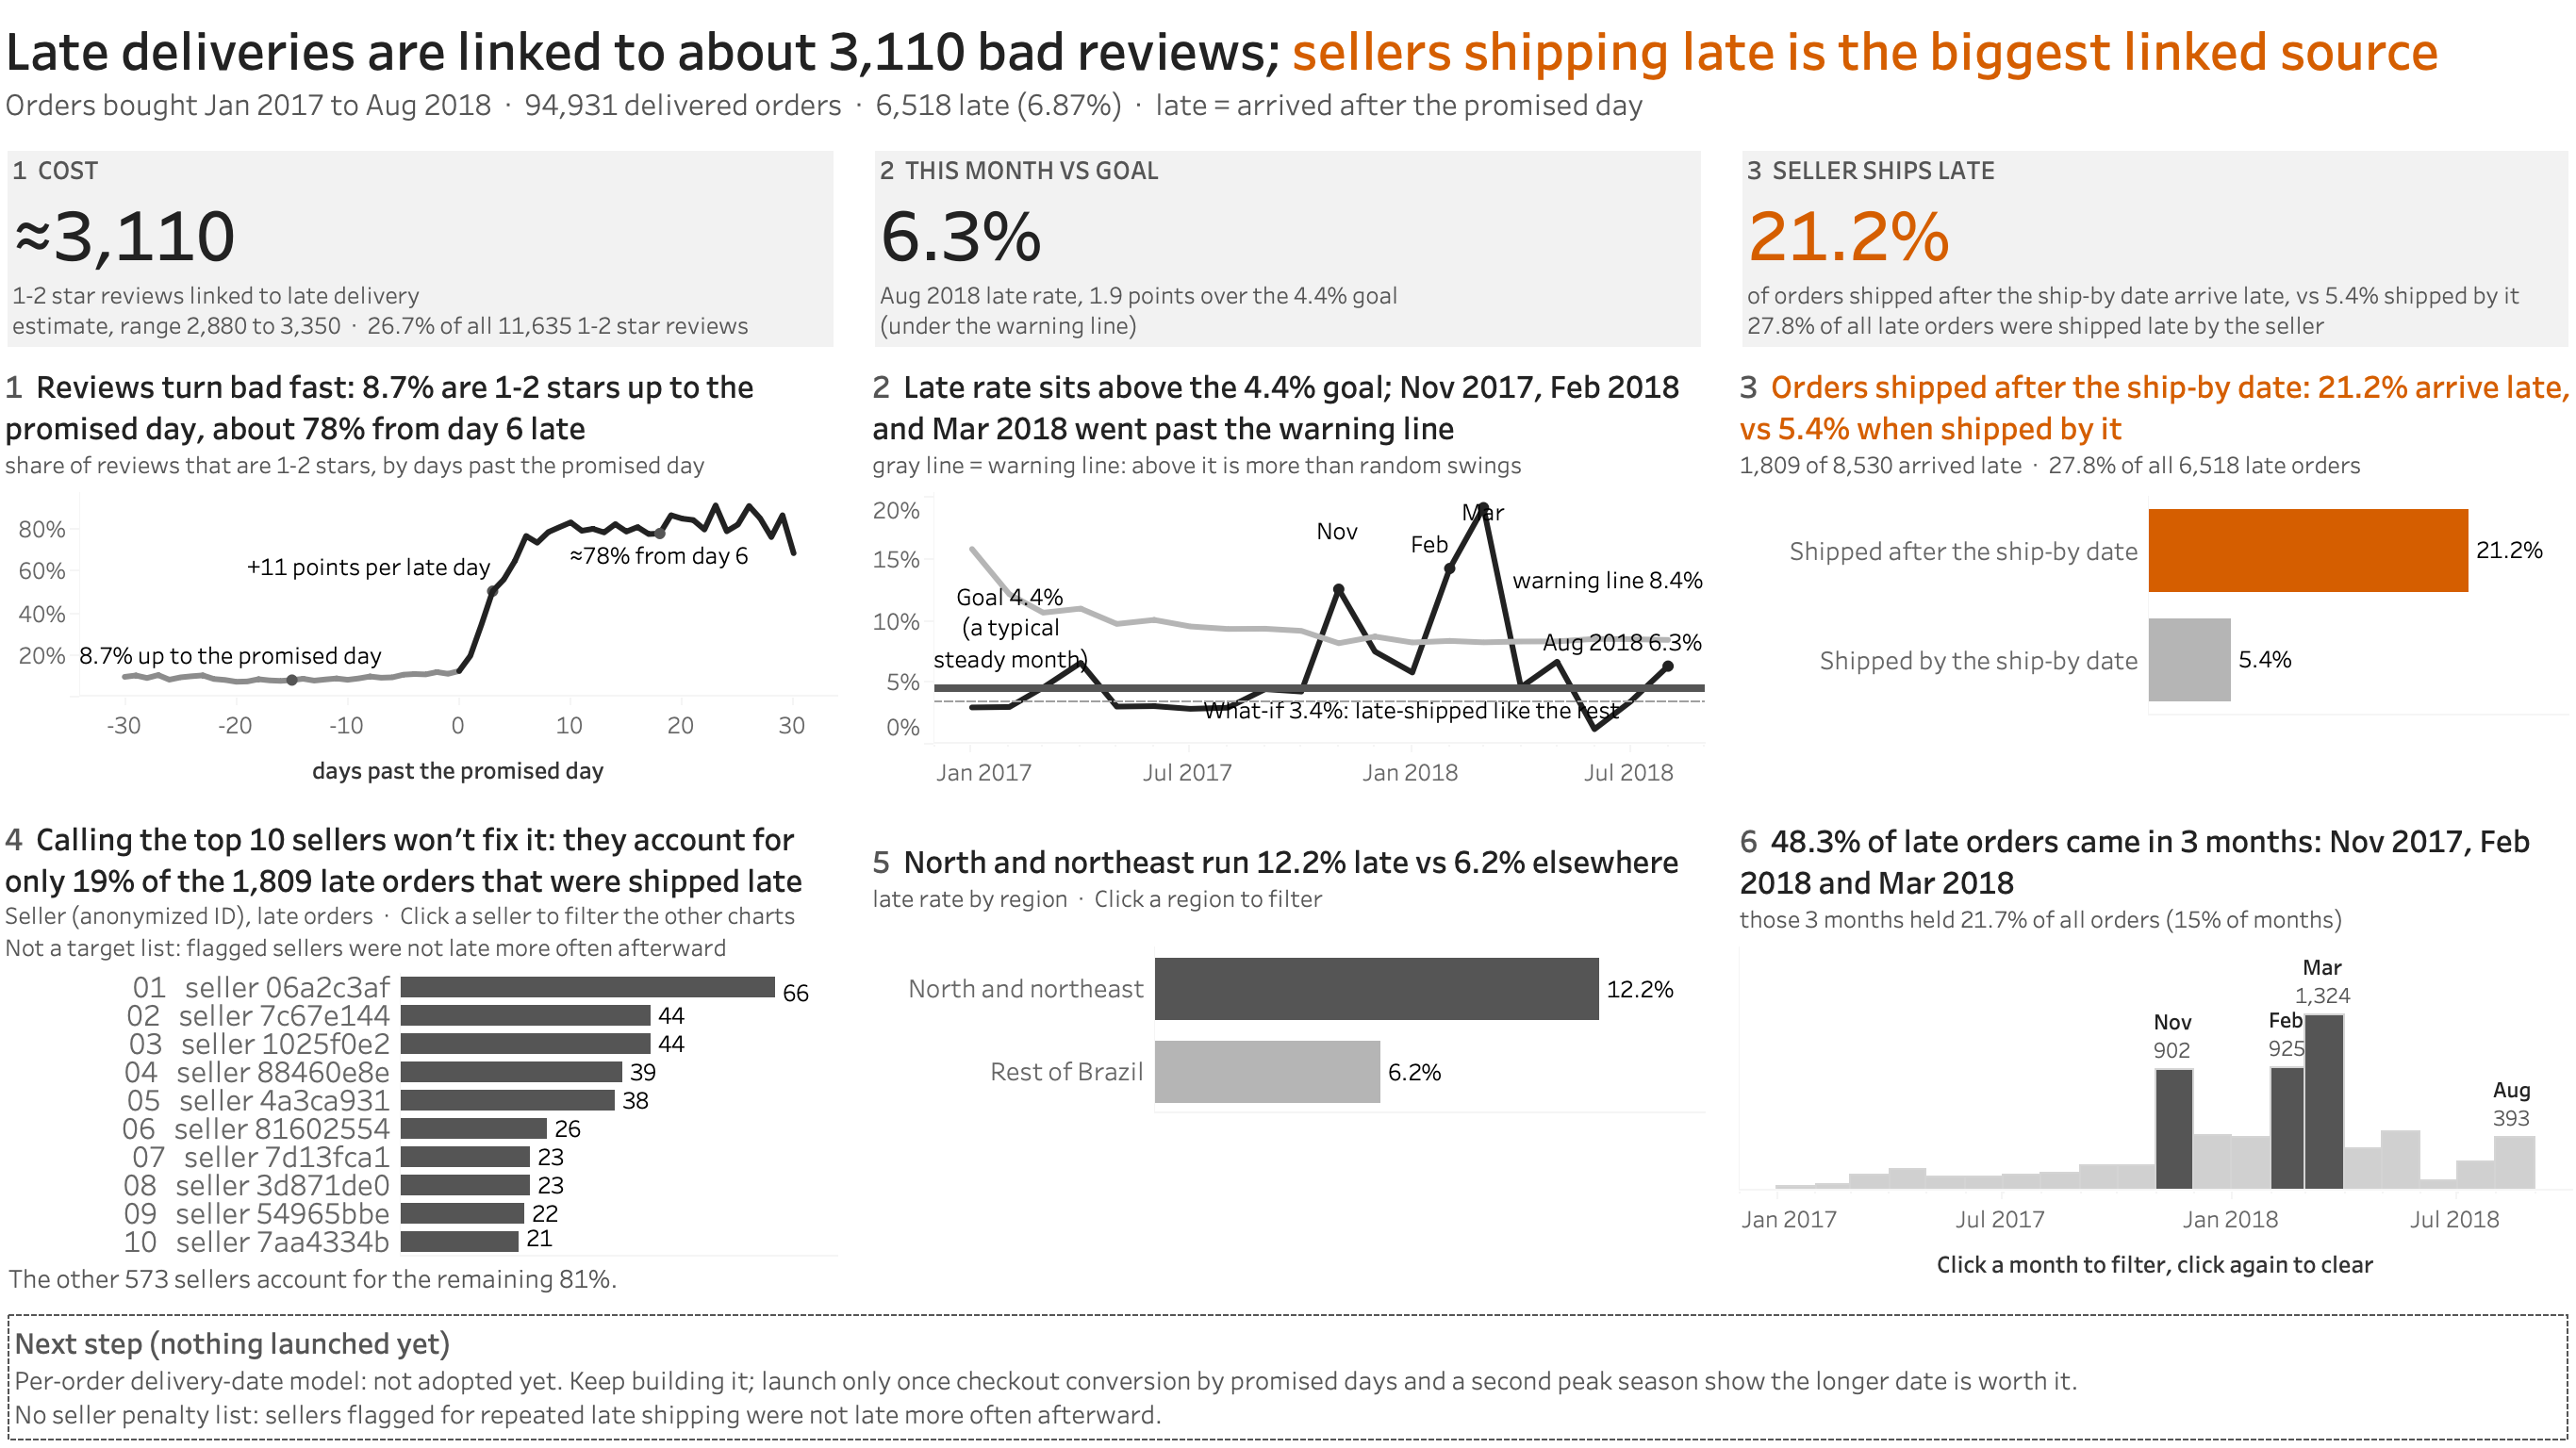 Late deliveries are linked to about 3,110 bad reviews; sellers shipping late is the biggest linked source
Orders bought Jan 2017 to Aug 2018 · 94,931 delivered orders · 6,518 late (6.87%) · late = arrived after the promised day
1 COST
≈3,110
1-2 star reviews linked to late delivery
estimate, range 2,880 to 3,350 · 26.7% of all 11,635 1-2 star reviews
2 THIS MONTH VS GOAL
6.3%
Aug 2018 late rate, 1.9 points over the 4.4% goal
(under the warning line)
3 SELLER SHIPS LATE
21.2%
of orders shipped after the ship-by date arrive late, vs 5.4% shipped by it
27.8% of all late orders were shipped late by the seller
1 Reviews turn bad fast: 8.7% are 1-2 stars up to the
promised day, about 78% from day 6 late
share of reviews that are 1-2 stars, by days past the promised day
80%
60%
40%
20%
+11 points per late day
≈78% from day 6
8.7% up to the promised day
-30
-20
-10
0
10
20
30
days past the promised day
2 Late rate sits above the 4.4% goal; Nov 2017, Feb 2018
and Mar 2018 went past the warning line
gray line = warning line: above it is more than random swings
20%
15%
10%
5%
0%
Mar
Nov
Feb
warning line 8.4%
Goal 4.4%
(a typical
steady month)
Aug 2018 6.3%
What-if 3.4%: late-shipped like the rest
Jan 2017
Jul 2017
Jan 2018
Jul 2018
3 Orders shipped after the ship-by date: 21.2% arrive late,
vs 5.4% when shipped by it
1,809 of 8,530 arrived late · 27.8% of all 6,518 late orders
Shipped after the ship-by date
21.2%
Shipped by the ship-by date
5.4%
4 Calling the top 10 sellers won’t fix it: they account for
only 19% of the 1,809 late orders that were shipped late
Seller (anonymized ID), late orders · Click a seller to filter the other charts
Not a target list: flagged sellers were not late more often afterward
01 seller 06a2c3af 66
02 seller 7c67e144 44
03 seller 1025f0e2 44
04 seller 88460e8e 39
05 seller 4a3ca931 38
06 seller 81602554 26
07 seller 7d13fca1 23
08 seller 3d871de0 23
09 seller 54965bbe 22
10 seller 7aa4334b 21
The other 573 sellers account for the remaining 81%.
5 North and northeast run 12.2% late vs 6.2% elsewhere
late rate by region · Click a region to filter
North and northeast
12.2%
Rest of Brazil
6.2%
6 48.3% of late orders came in 3 months: Nov 2017, Feb
2018 and Mar 2018
those 3 months held 21.7% of all orders (15% of months)
Mar
1,324
Nov
902
Feb
925
Aug
393
Jan 2017
Jul 2017
Jan 2018
Jul 2018
Click a month to filter, click again to clear
Next step (nothing launched yet)
Per-order delivery-date model: not adopted yet. Keep building it; launch only once checkout conversion by promised days and a second peak season show the longer date is worth it.
No seller penalty list: sellers flagged for repeated late shipping were not late more often afterward.